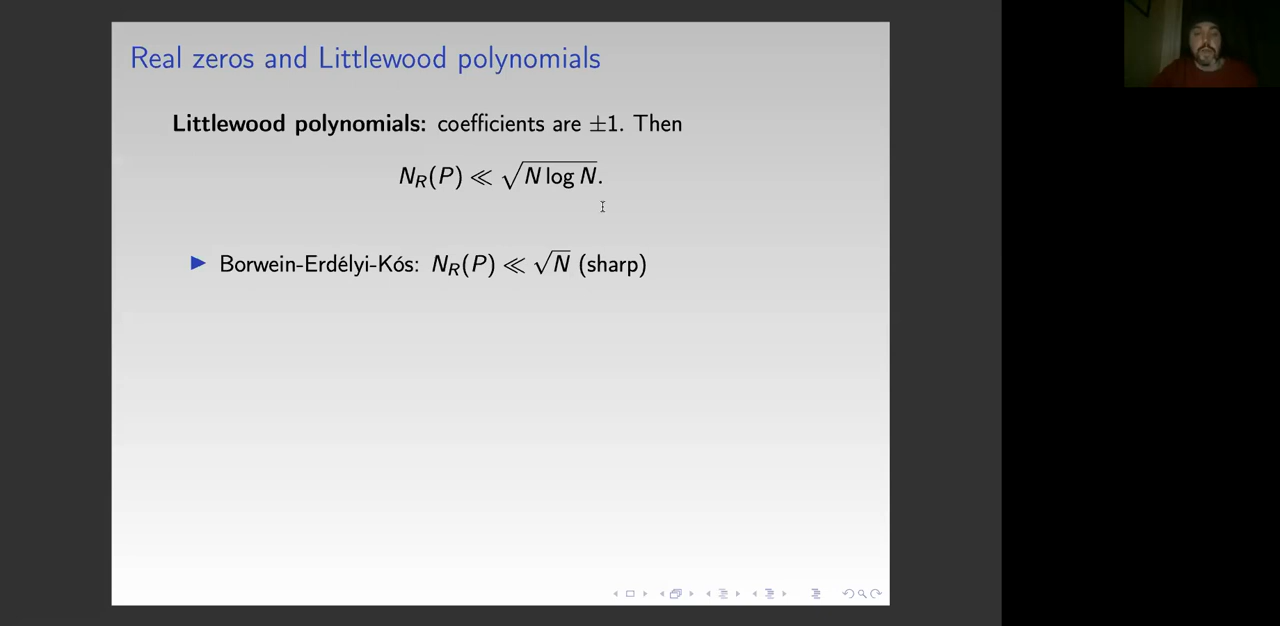 Real zeros and Littlewood polynomials
Littlewood polynomials: coefficients are ±1. Then
N_R(P) ≪ √(N log N).
▶ Borwein-Erdélyi-Kós: N_R(P) ≪ √N (sharp)